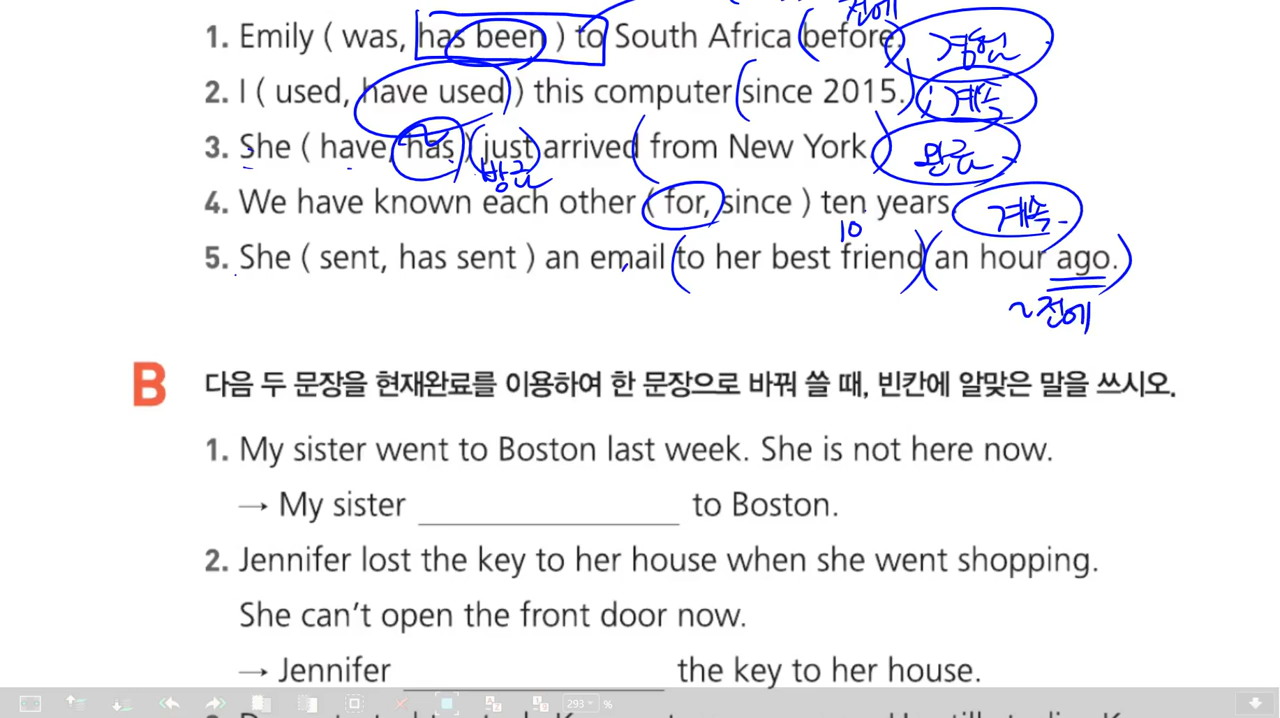 전에
1. Emily ( was, has been ) to South Africa before. 경험
2. I ( used, have used ) this computer since 2015. 계속
3. She ( have, has ) just arrived from New York. 완료
방금
4. We have known each other ( for, since ) ten years. 계속
10
5. She ( sent, has sent ) an email to her best friend an hour ago.
~전에
B 다음 두 문장을 현재완료를 이용하여 한 문장으로 바꿔 쓸 때, 빈칸에 알맞은 말을 쓰시오.
1. My sister went to Boston last week. She is not here now.
→ My sister ____________ to Boston.
2. Jennifer lost the key to her house when she went shopping.
She can't open the front door now.
→ Jennifer ____________ the key to her house.
293 %